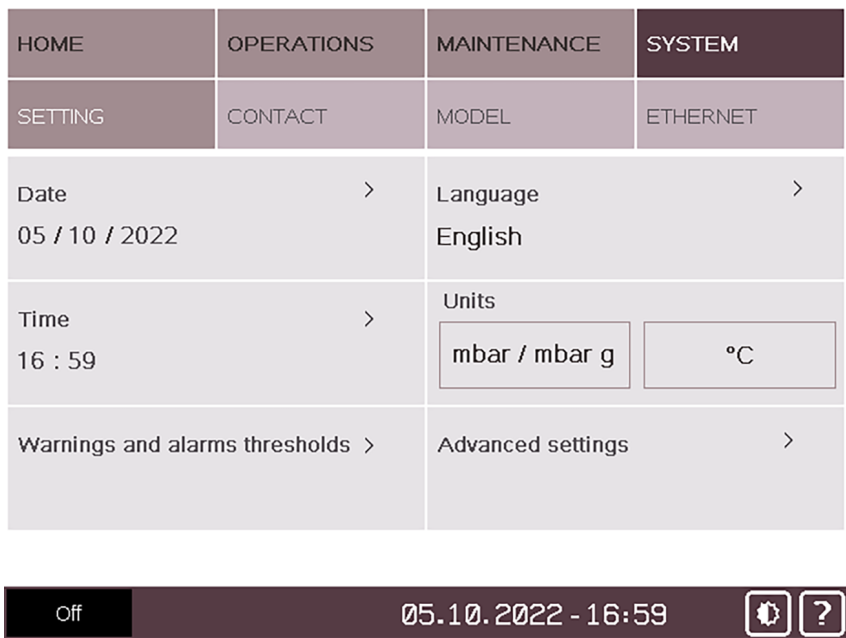 HOME OPERATIONS MAINTENANCE SYSTEM
SETTING CONTACT MODEL ETHERNET
Date >
05 / 10 / 2022
Language >
English
Time >
16 : 59
Units
mbar / mbar g °C
Warnings and alarms thresholds >
Advanced settings >
Off 05.10.2022 - 16:59 ?